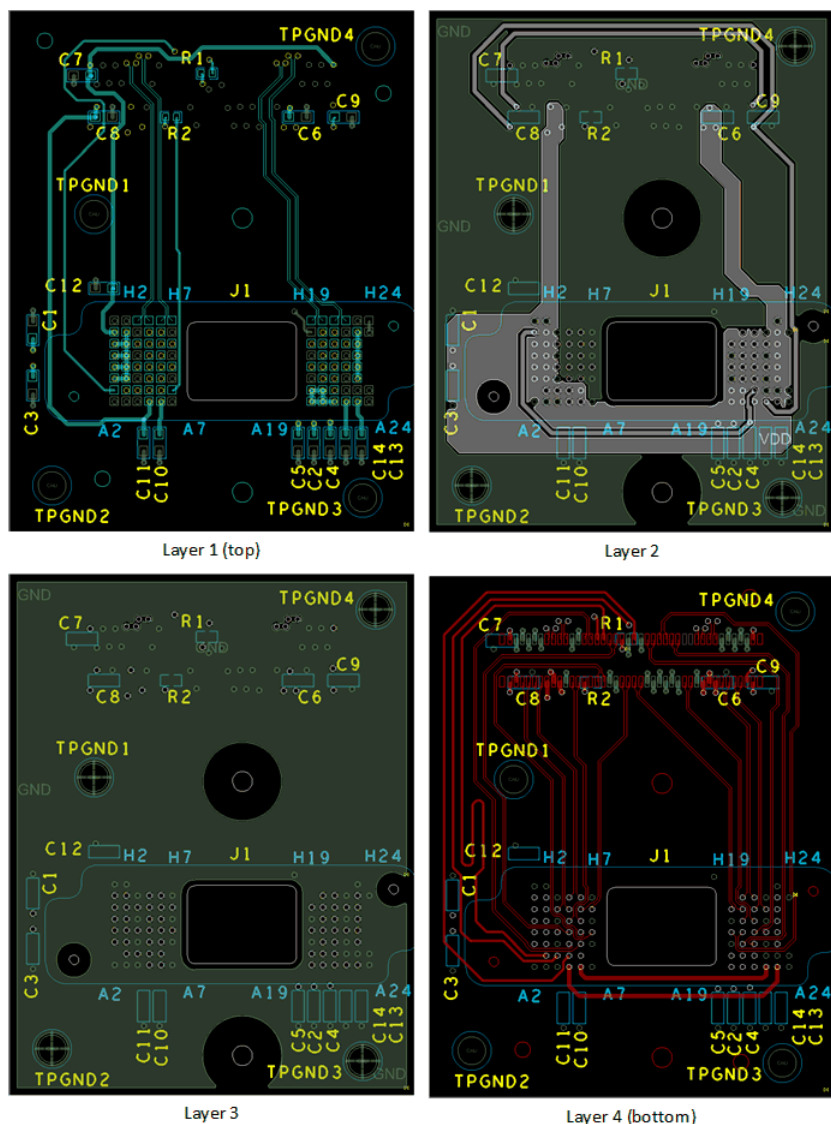 TPGND4
C7
R1
C8
R2
C6
C9
TPGND1
C12
H2
H7
J1
H19
H24
C1
C3
A2
A7
A19
A24
C11
C10
C5
C2
C4
C14
C13
TPGND2
TPGND3
Layer 1 (top)
GND
TPGND4
C7
R1
C8
R2
C6
C9
TPGND1
GND
C12
H2
H7
J1
H19
H24
C1
C3
A2
A7
A19
A24
VDD
C11
C10
C5
C2
C4
C14
C13
TPGND2
TPGND3
GND
Layer 2
GND
TPGND4
C7
R1
C8
R2
C6
C9
TPGND1
GND
C12
H2
H7
J1
H19
H24
C1
C3
A2
A7
A19
A24
C11
C10
C5
C2
C4
C14
C13
TPGND2
TPGND3
GND
Layer 3
TPGND4
C7
R1
C8
R2
C6
C9
TPGND1
C12
H2
H7
J1
H19
H24
C1
C3
A2
A7
A19
A24
C11
C10
C5
C2
C4
C14
C13
TPGND2
TPGND3
Layer 4 (bottom)